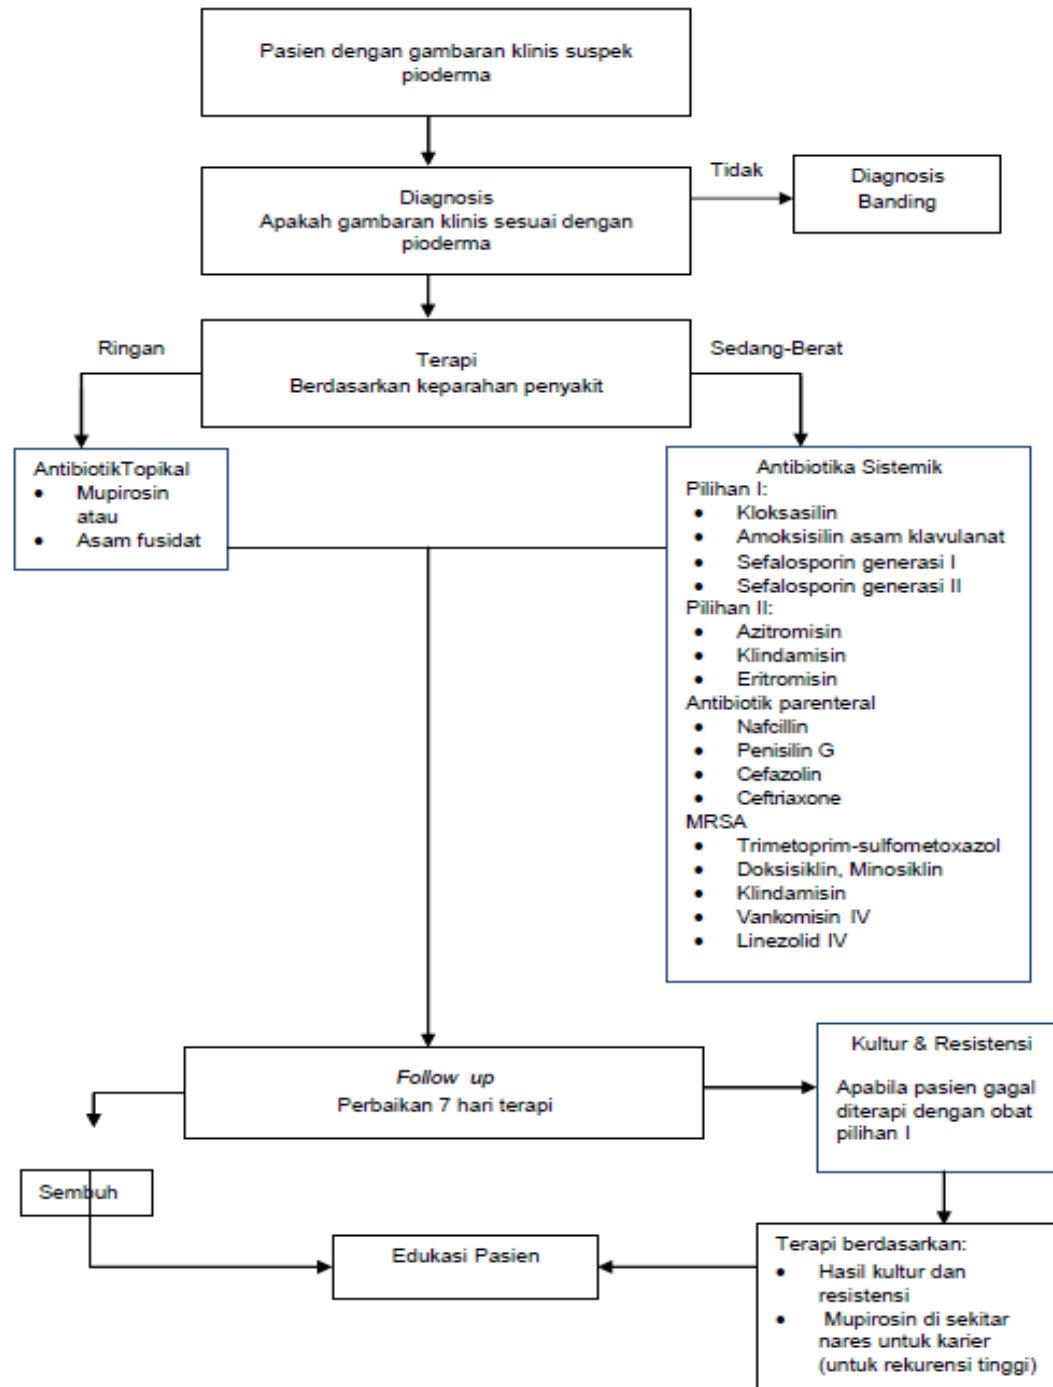 Pasien dengan gambaran klinis suspek
pioderma
Tidak
Diagnosis
Banding
Diagnosis
Apakah gambaran klinis sesuai dengan
pioderma
Ringan
Sedang-Berat
Terapi
Berdasarkan keparahan penyakit
AntibiotikTopikal
• Mupirosin
atau
• Asam fusidat
Antibiotika Sistemik
Pilihan I:
• Kloksasilin
• Amoksisilin asam klavulanat
• Sefalosporin generasi I
• Sefalosporin generasi II
Pilihan II:
• Azitromisin
• Klindamisin
• Eritromisin
Antibiotik parenteral
• Nafcillin
• Penisilin G
• Cefazolin
• Ceftriaxone
MRSA
• Trimetoprim-sulfometoxazol
• Doksisiklin, Minosiklin
• Klindamisin
• Vankomisin IV
• Linezolid IV
Follow up
Perbaikan 7 hari terapi
Kultur & Resistensi
Apabila pasien gagal
diterapi dengan obat
pilihan I
Sembuh
Edukasi Pasien
Terapi berdasarkan:
• Hasil kultur dan
resistensi
• Mupirosin di sekitar
nares untuk karier
(untuk rekurensi tinggi)